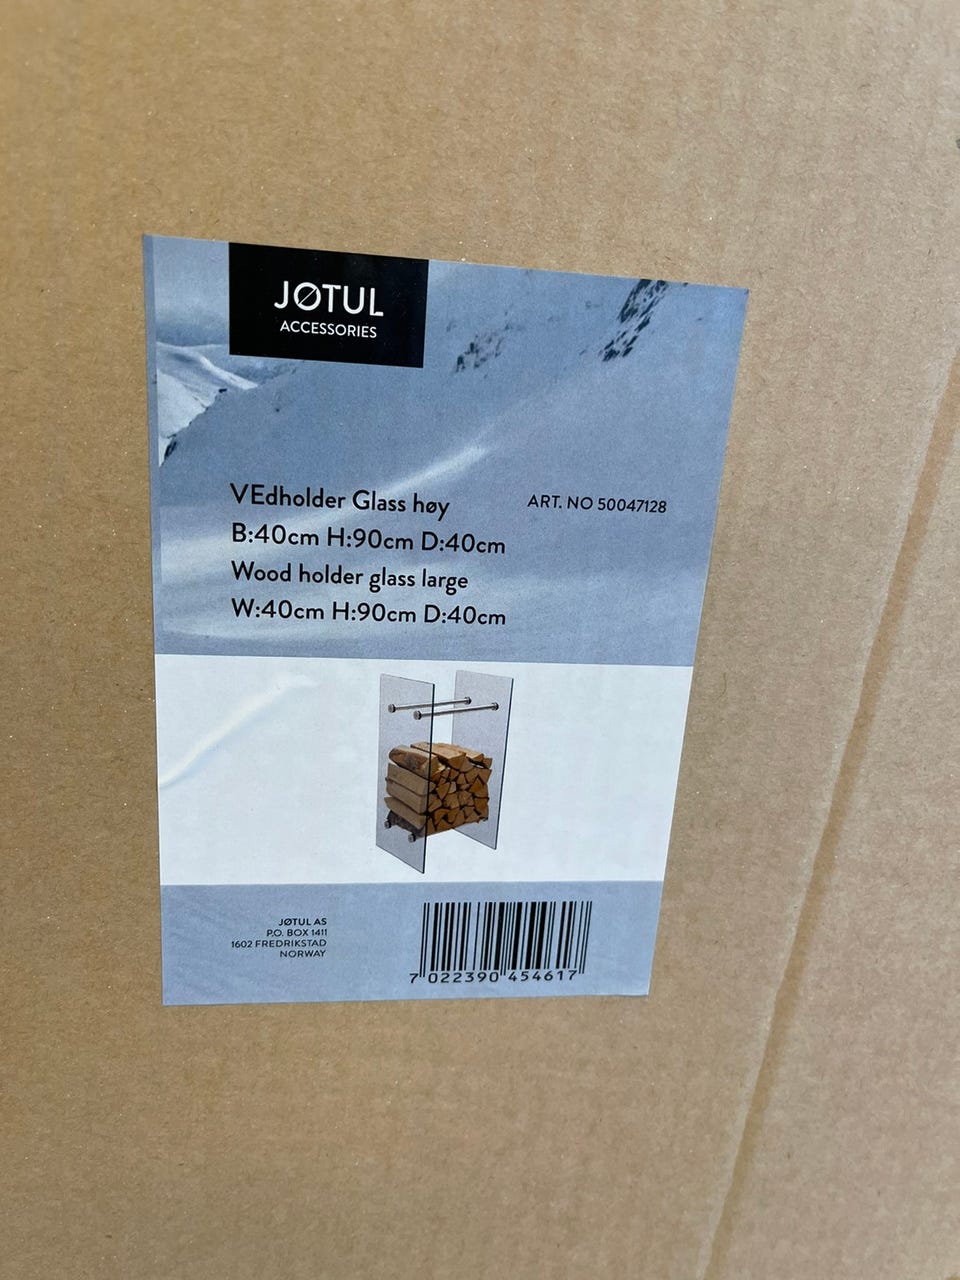 JØTUL
ACCESSORIES
VEdholder Glass høy
ART. NO 50047128
B:40cm H:90cm D:40cm
Wood holder glass large
W:40cm H:90cm D:40cm
JØTUL AS
P.O. BOX 1411
1602 FREDRIKSTAD
NORWAY
7 022390 454617